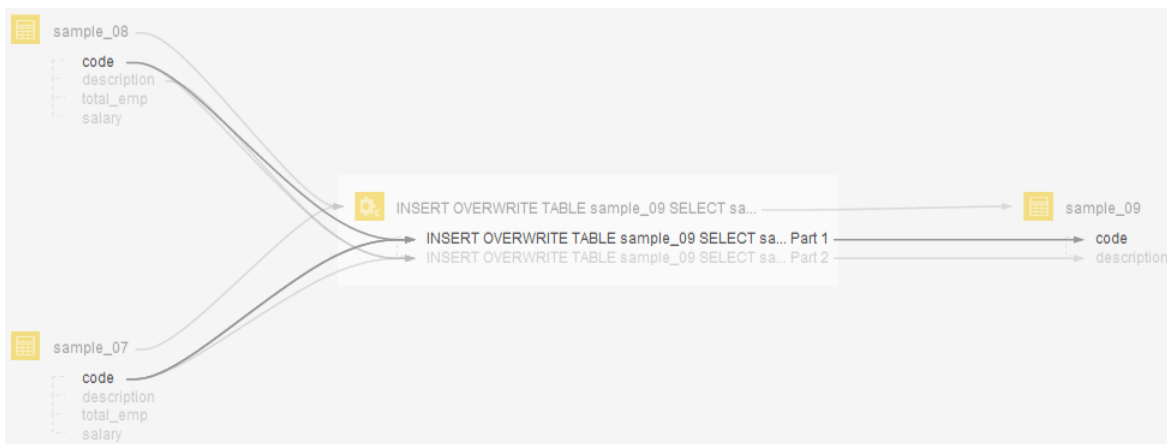 sample_08
code
description
total_emp
salary
INSERT OVERWRITE TABLE sample_09 SELECT sa...
sample_09
INSERT OVERWRITE TABLE sample_09 SELECT sa... Part 1
code
INSERT OVERWRITE TABLE sample_09 SELECT sa... Part 2
description
sample_07
code
description
total_emp
salary